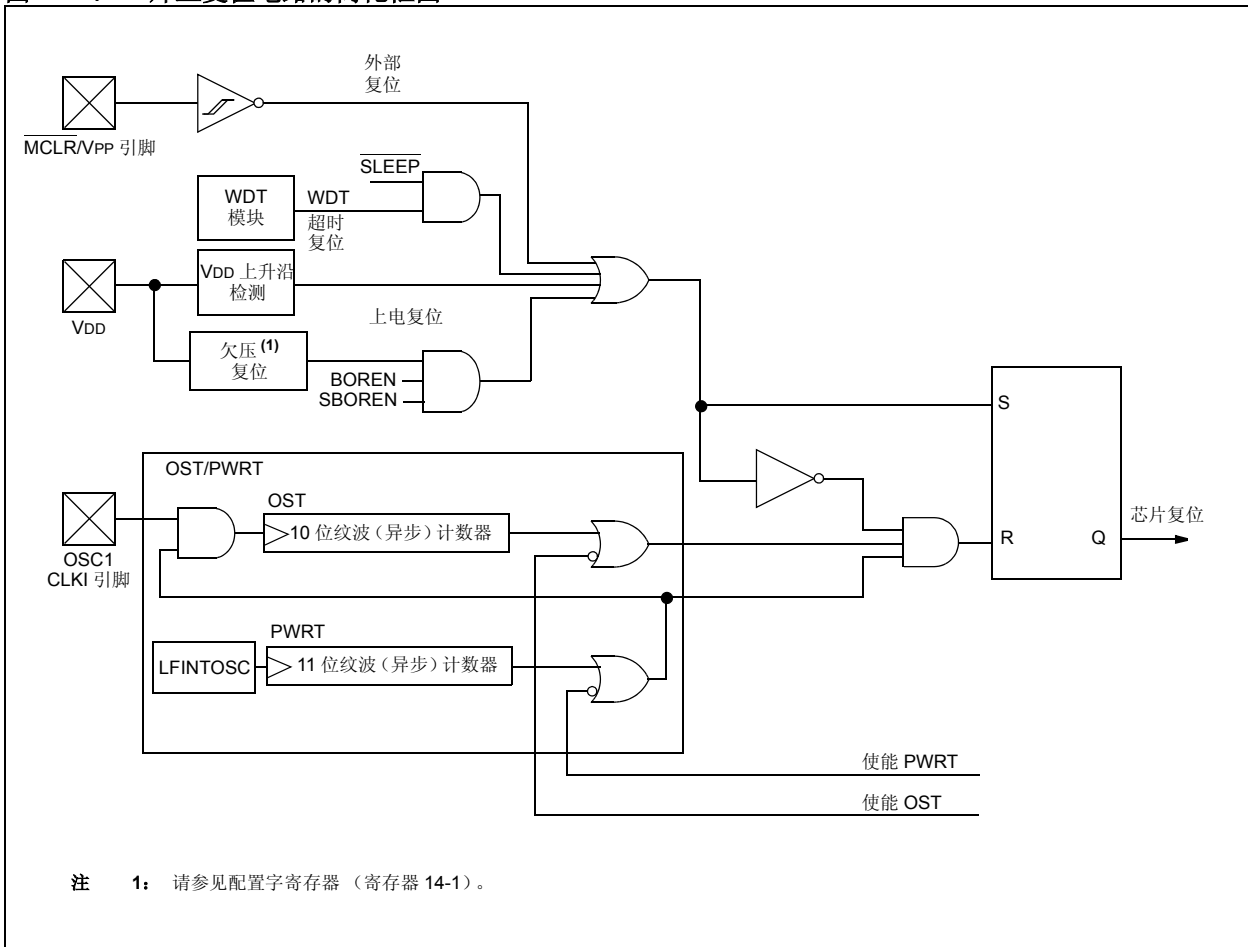 外部
复位
MCLR/VPP 引脚
SLEEP
WDT
模块
WDT
超时
复位
VDD 上升沿
检测
VDD
上电复位
欠压 (1)
复位
BOREN
SBOREN
S
OST/PWRT
OST
10 位纹波（异步）计数器
OSC1
CLKI 引脚
R
Q
芯片复位
PWRT
LFINTOSC
11 位纹波（异步）计数器
使能 PWRT
使能 OST
注 1： 请参见配置字寄存器 （寄存器 14-1）。